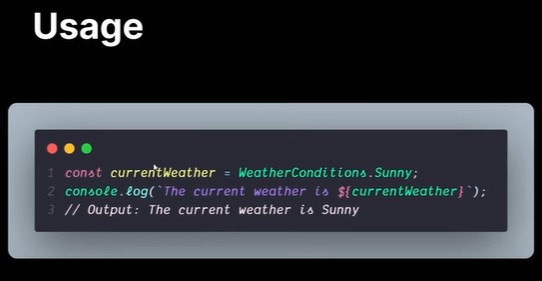 Usage
1 const currentWeather = WeatherConditions.Sunny;
2 console.log(`The current weather is ${currentWeather}`);
3 // Output: The current weather is Sunny